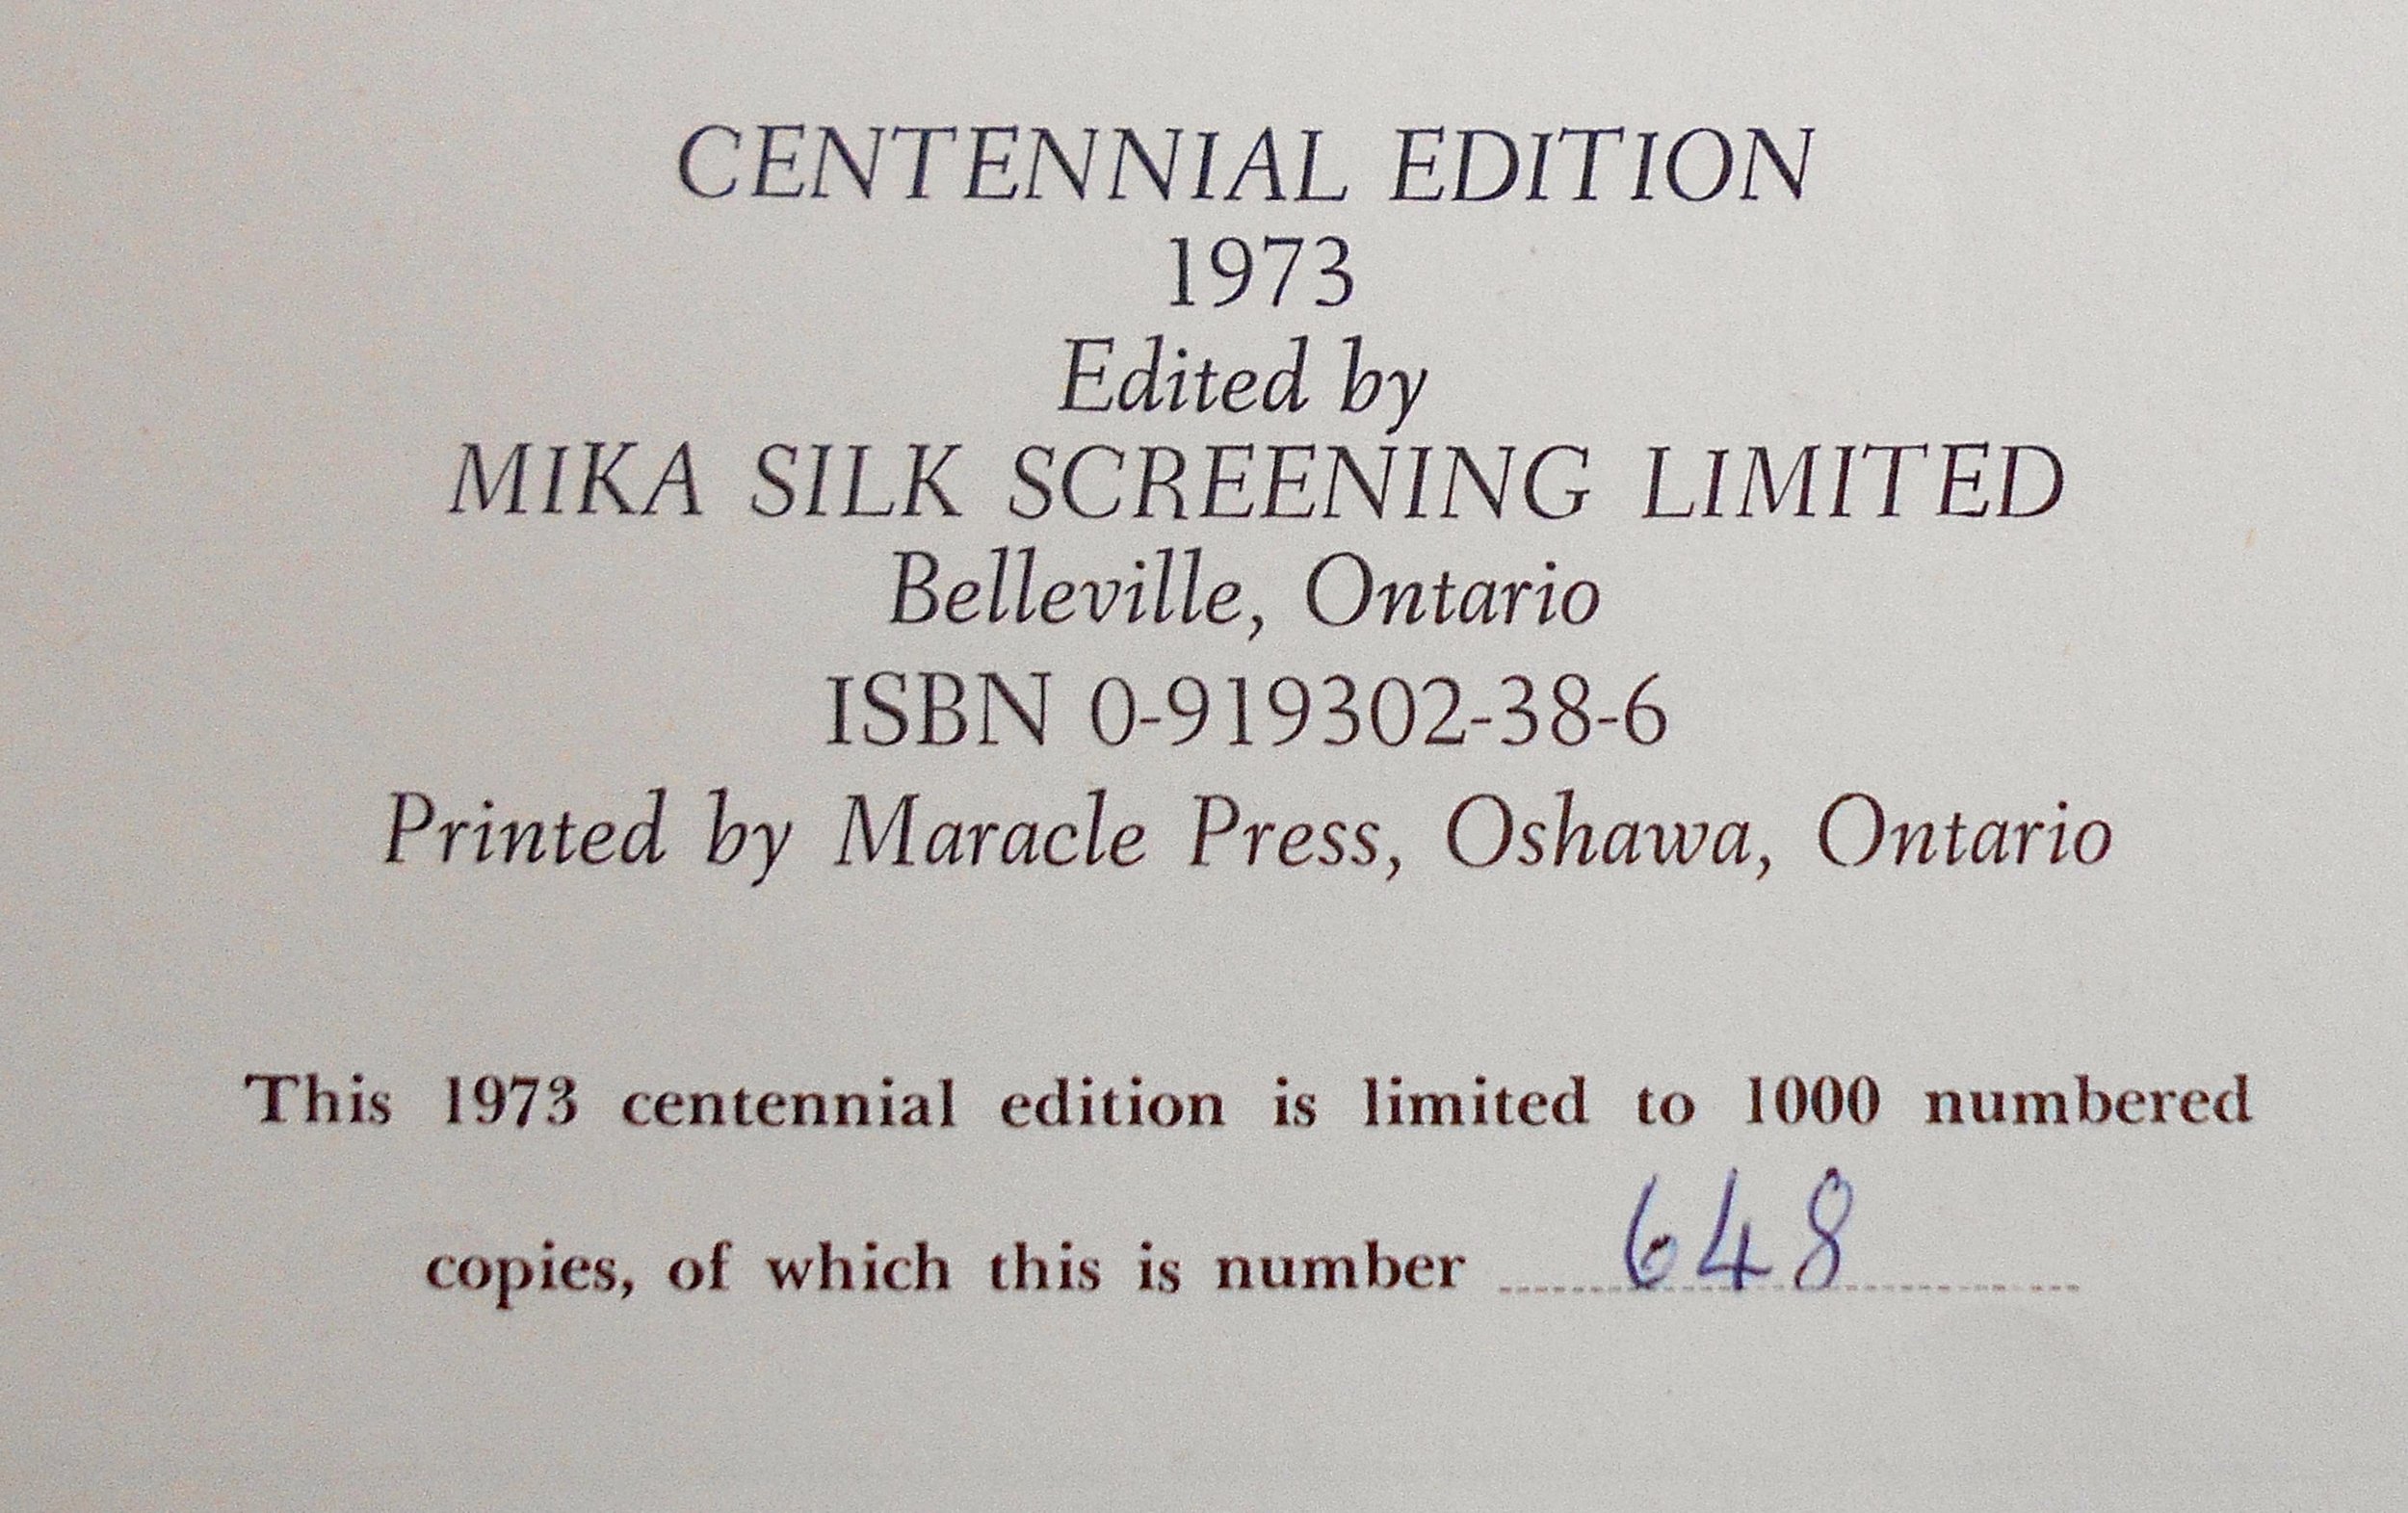 CENTENNIAL EDITION
1973
Edited by
MIKA SILK SCREENING LIMITED
Belleville, Ontario
ISBN 0-919302-38-6
Printed by Maracle Press, Oshawa, Ontario
This 1973 centennial edition is limited to 1000 numbered
copies, of which this is number 648